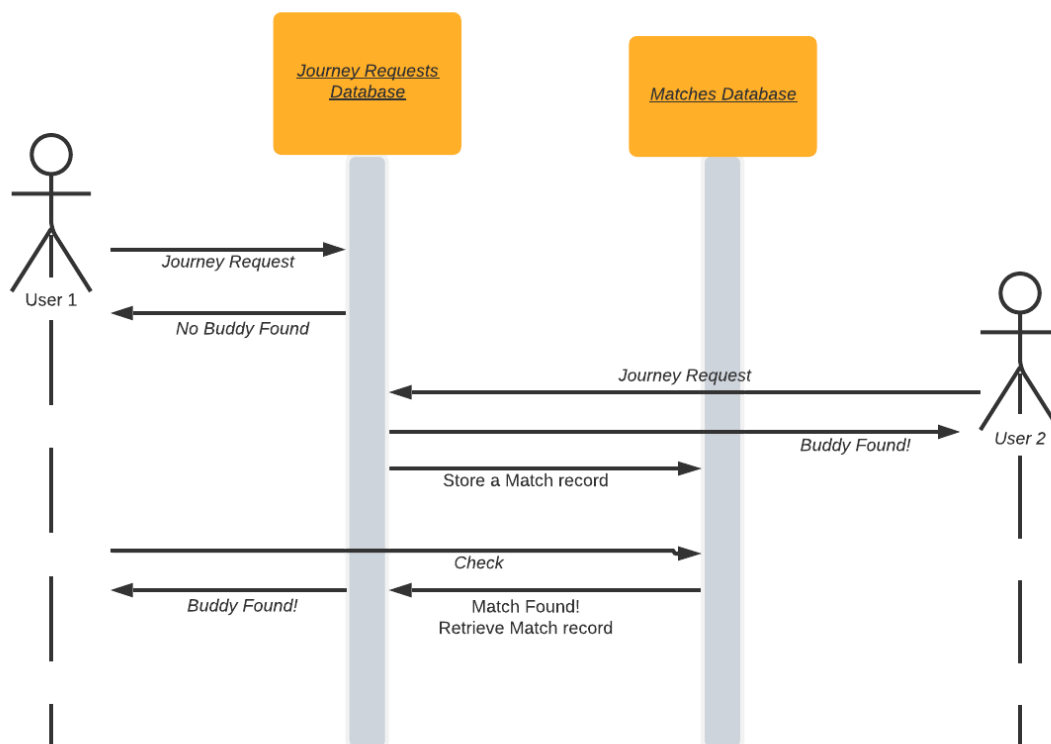 Journey Requests
Database
Matches Database
Journey Request
User 1
No Buddy Found
Journey Request
User 2
Buddy Found!
Store a Match record
Check
Buddy Found!
Match Found!
Retrieve Match record